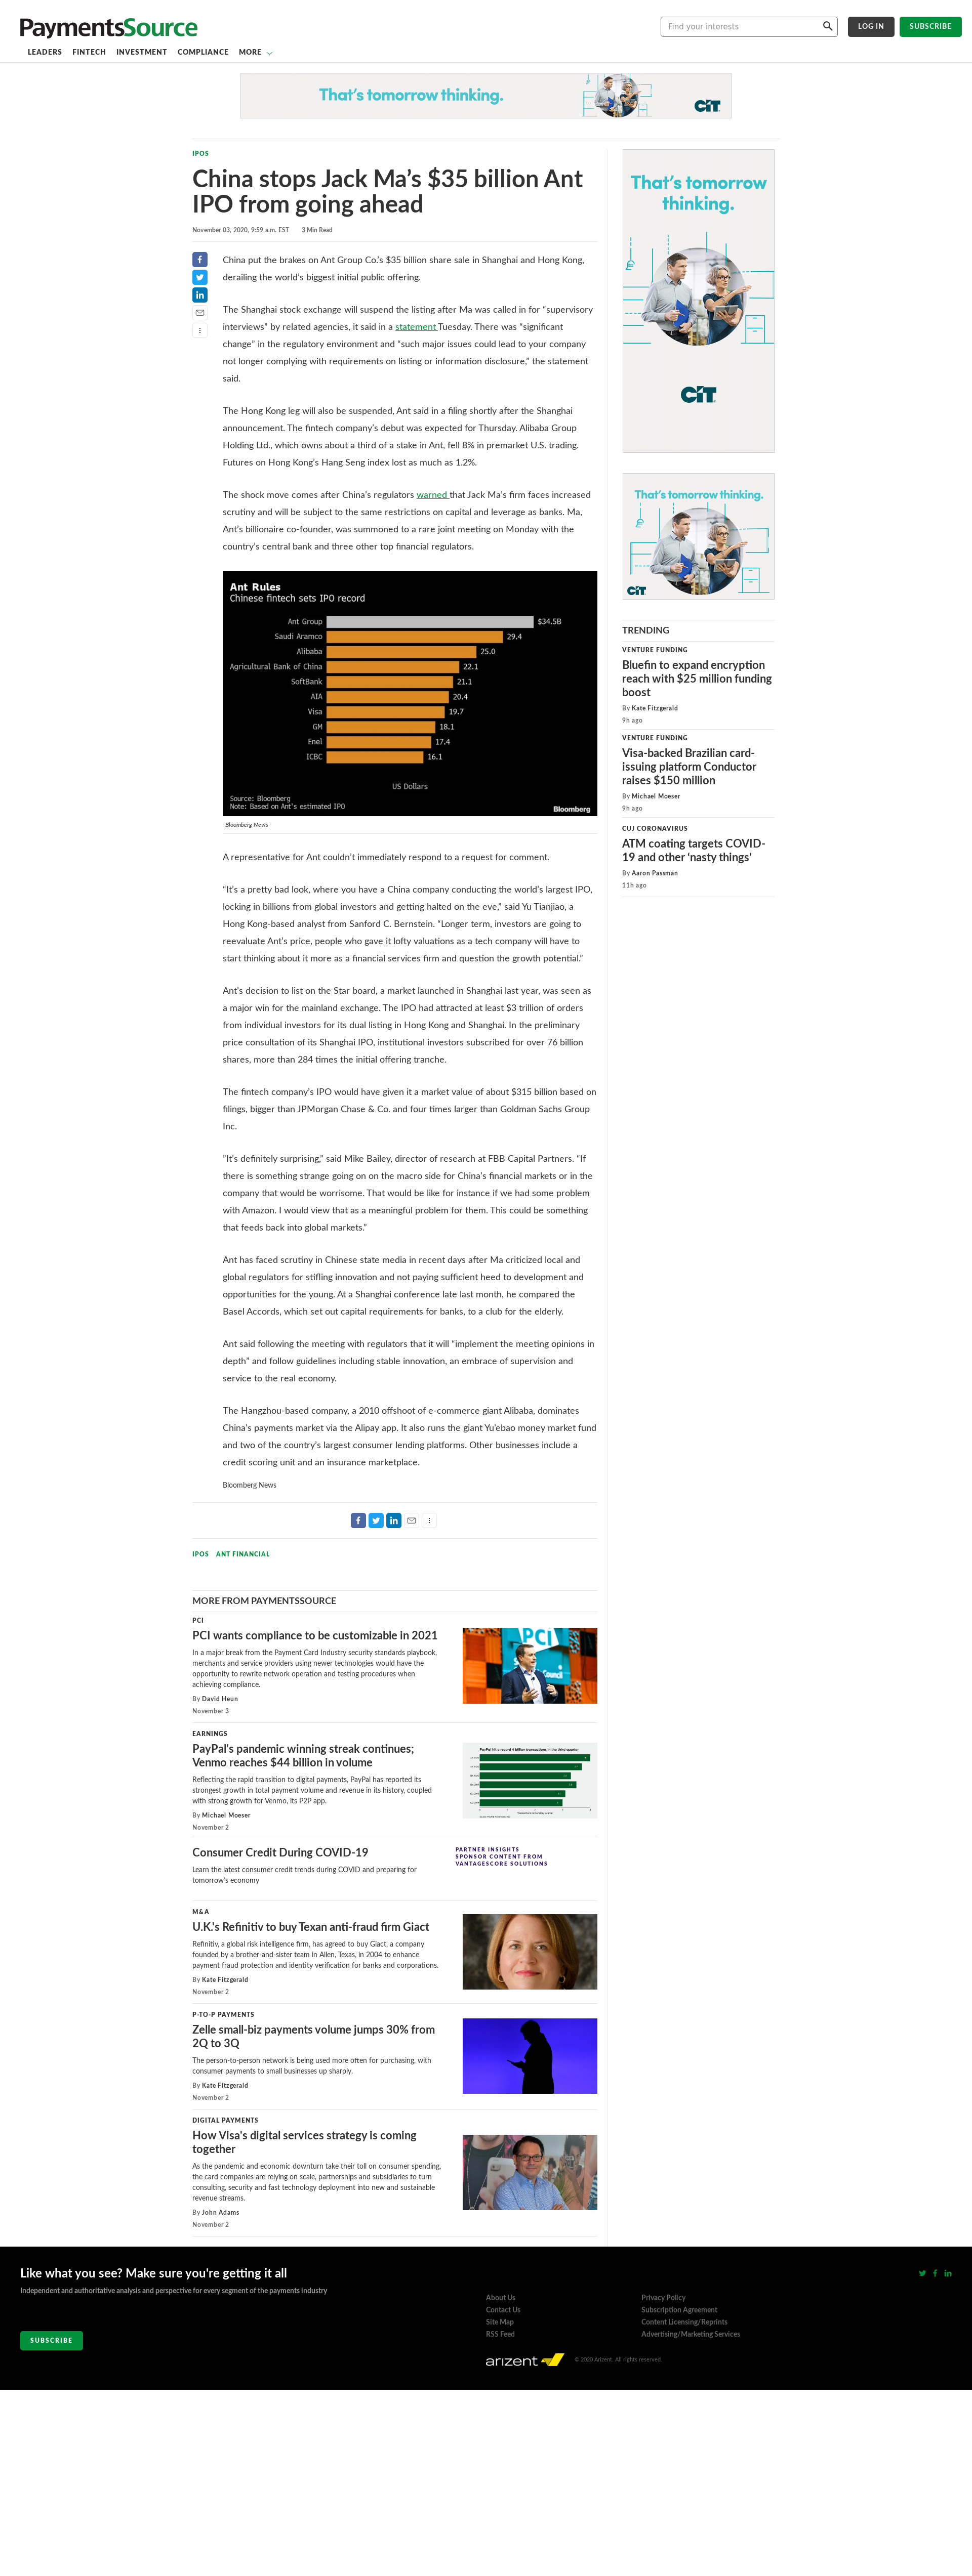 PaymentsSource
Find your interests
LOG IN
SUBSCRIBE
LEADERS FINTECH INVESTMENT COMPLIANCE MORE
That's tomorrow thinking.
CIT
IPOS
China stops Jack Ma's $35 billion Ant
IPO from going ahead
November 03, 2020, 9:59 a.m. EST 3 Min Read
China put the brakes on Ant Group Co.'s $35 billion share sale in Shanghai and Hong Kong,
derailing the world's biggest initial public offering.
The Shanghai stock exchange will suspend the listing after Ma was called in for "supervisory
interviews" by related agencies, it said in a statement Tuesday. There was "significant
change" in the regulatory environment and "such major issues could lead to your company
not longer complying with requirements on listing or information disclosure," the statement
said.
The Hong Kong leg will also be suspended, Ant said in a filing shortly after the Shanghai
announcement. The fintech company's debut was expected for Thursday. Alibaba Group
Holding Ltd., which owns about a third of a stake in Ant, fell 8% in premarket U.S. trading.
Futures on Hong Kong's Hang Seng index lost as much as 1.2%.
The shock move comes after China's regulators warned that Jack Ma's firm faces increased
scrutiny and will be subject to the same restrictions on capital and leverage as banks. Ma,
Ant's billionaire co-founder, was summoned to a rare joint meeting on Monday with the
country's central bank and three other top financial regulators.
Ant Rules
Chinese fintech sets IPO record
Ant Group $34.5B
Saudi Aramco 29.4
Alibaba 25.0
Agricultural Bank of China 22.1
SoftBank 21.1
AIA 20.4
Visa 19.7
GM 18.1
Enel 17.4
ICBC 16.1
US Dollars
Source: Bloomberg
Note: Based on Ant's estimated IPO
Bloomberg
Bloomberg News
A representative for Ant couldn't immediately respond to a request for comment.
"It's a pretty bad look, where you have a China company conducting the world's largest IPO,
locking in billions from global investors and getting halted on the eve," said Yu Tianjiao, a
Hong Kong-based analyst from Sanford C. Bernstein. "Longer term, investors are going to
reevaluate Ant's price, people who gave it lofty valuations as a tech company will have to
start thinking about it more as a financial services firm and question the growth potential."
Ant's decision to list on the Star board, a market launched in Shanghai last year, was seen as
a major win for the mainland exchange. The IPO had attracted at least $3 trillion of orders
from individual investors for its dual listing in Hong Kong and Shanghai. In the preliminary
price consultation of its Shanghai IPO, institutional investors subscribed for over 76 billion
shares, more than 284 times the initial offering tranche.
The fintech company's IPO would have given it a market value of about $315 billion based on
filings, bigger than JPMorgan Chase & Co. and four times larger than Goldman Sachs Group
Inc.
"It's definitely surprising," said Mike Bailey, director of research at FBB Capital Partners. "If
there is something strange going on on the macro side for China's financial markets or in the
company that would be worrisome. That would be like for instance if we had some problem
with Amazon. I would view that as a meaningful problem for them. This could be something
that feeds back into global markets."
Ant has faced scrutiny in Chinese state media in recent days after Ma criticized local and
global regulators for stifling innovation and not paying sufficient heed to development and
opportunities for the young. At a Shanghai conference late last month, he compared the
Basel Accords, which set out capital requirements for banks, to a club for the elderly.
Ant said following the meeting with regulators that it will "implement the meeting opinions in
depth" and follow guidelines including stable innovation, an embrace of supervision and
service to the real economy.
The Hangzhou-based company, a 2010 offshoot of e-commerce giant Alibaba, dominates
China's payments market via the Alipay app. It also runs the giant Yu'ebao money market fund
and two of the country's largest consumer lending platforms. Other businesses include a
credit scoring unit and an insurance marketplace.
Bloomberg News
IPOS ANT FINANCIAL
That's tomorrow
thinking.
CIT
That's tomorrow thinking.
CIT
TRENDING
VENTURE FUNDING
Bluefin to expand encryption
reach with $25 million funding
boost
By Kate Fitzgerald
9h ago
VENTURE FUNDING
Visa-backed Brazilian card-
issuing platform Conductor
raises $150 million
By Michael Moeser
9h ago
CUJ CORONAVIRUS
ATM coating targets COVID-
19 and other 'nasty things'
By Aaron Passman
11h ago
MORE FROM PAYMENTSSOURCE
PCI
PCI wants compliance to be customizable in 2021
In a major break from the Payment Card Industry security standards playbook,
merchants and service providers using newer technologies would have the
opportunity to rewrite network operation and testing procedures when
achieving compliance.
By David Heun
November 3
PCI
Council
EARNINGS
PayPal's pandemic winning streak continues;
Venmo reaches $44 billion in volume
Reflecting the rapid transition to digital payments, PayPal has reported its
strongest growth in total payment volume and revenue in its history, coupled
with strong growth for Venmo, its P2P app.
By Michael Moeser
November 2
PayPal hit a record 4 billion transactions in the third quarter
Consumer Credit During COVID-19
Learn the latest consumer credit trends during COVID and preparing for
tomorrow's economy
PARTNER INSIGHTS
SPONSOR CONTENT FROM
VANTAGESCORE SOLUTIONS
M&A
U.K.'s Refinitiv to buy Texan anti-fraud firm Giact
Refinitiv, a global risk intelligence firm, has agreed to buy Giact, a company
founded by a brother-and-sister team in Allen, Texas, in 2004 to enhance
payment fraud protection and identity verification for banks and corporations.
By Kate Fitzgerald
November 2
P-TO-P PAYMENTS
Zelle small-biz payments volume jumps 30% from
2Q to 3Q
The person-to-person network is being used more often for purchasing, with
consumer payments to small businesses up sharply.
By Kate Fitzgerald
November 2
DIGITAL PAYMENTS
How Visa's digital services strategy is coming
together
As the pandemic and economic downturn take their toll on consumer spending,
the card companies are relying on scale, partnerships and subsidiaries to turn
consulting, security and fast technology deployment into new and sustainable
revenue streams.
By John Adams
November 2
Like what you see? Make sure you're getting it all
Independent and authoritative analysis and perspective for every segment of the payments industry
SUBSCRIBE
About Us
Contact Us
Site Map
RSS Feed
Privacy Policy
Subscription Agreement
Content Licensing/Reprints
Advertising/Marketing Services
arizent
© 2020 Arizent. All rights reserved.